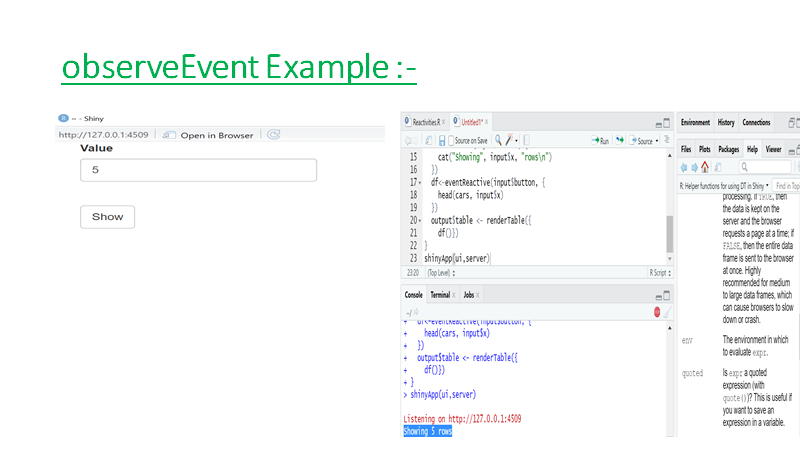 observeEvent Example :-
-- - Shiny
http://127.0.0.1:4509 Open in Browser
Value
5
Show
Reactivities.R × Untitled1* ×
Source on Save Run Source
15 cat("Showing", input$x, "rows\n")
16 })
17 df<-eventReactive(input$button, {
18 head(cars, input$x)
19 })
20 output$table <- renderTable({
21 df()})
22 }
23 shinyApp(ui,server)
23:20 (Top Level) R Script
Console Terminal × Jobs ×
~/
+ df<-eventReactive(input$button, {
+ head(cars, input$x)
+ })
+ output$table <- renderTable({
+ df()})
+ }
> shinyApp(ui,server)
Listening on http://127.0.0.1:4509
Showing 5 rows
Environment History Connections
Files Plots Packages Help Viewer
R: Helper functions for using DT in Shiny Find in Top
processing. If TRUE, then
the data is kept on the
server and the browser
requests a page at a time; if
FALSE, then the entire data
frame is sent to the browser
at once. Highly
recommended for medium
to large data frames, which
can cause browsers to slow
down or crash.
env The environment in which
to evaluate expr.
quoted Is expr a quoted
expression (with
quote())? This is useful if
you want to save an
expression in a variable.